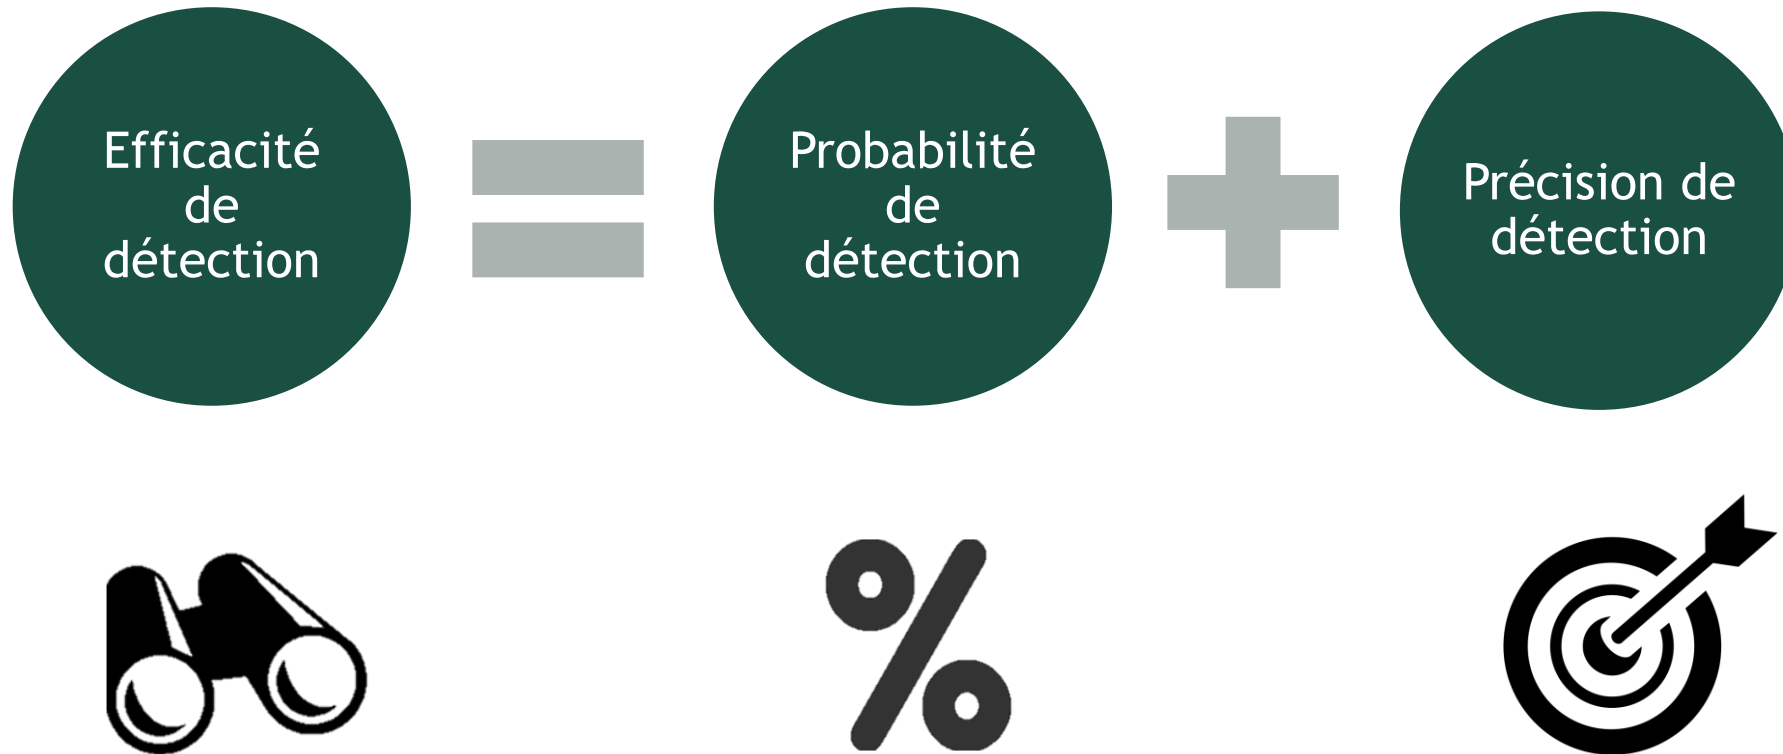 Efficacité
de
détection
Probabilité
de
détection
Précision de
détection
%